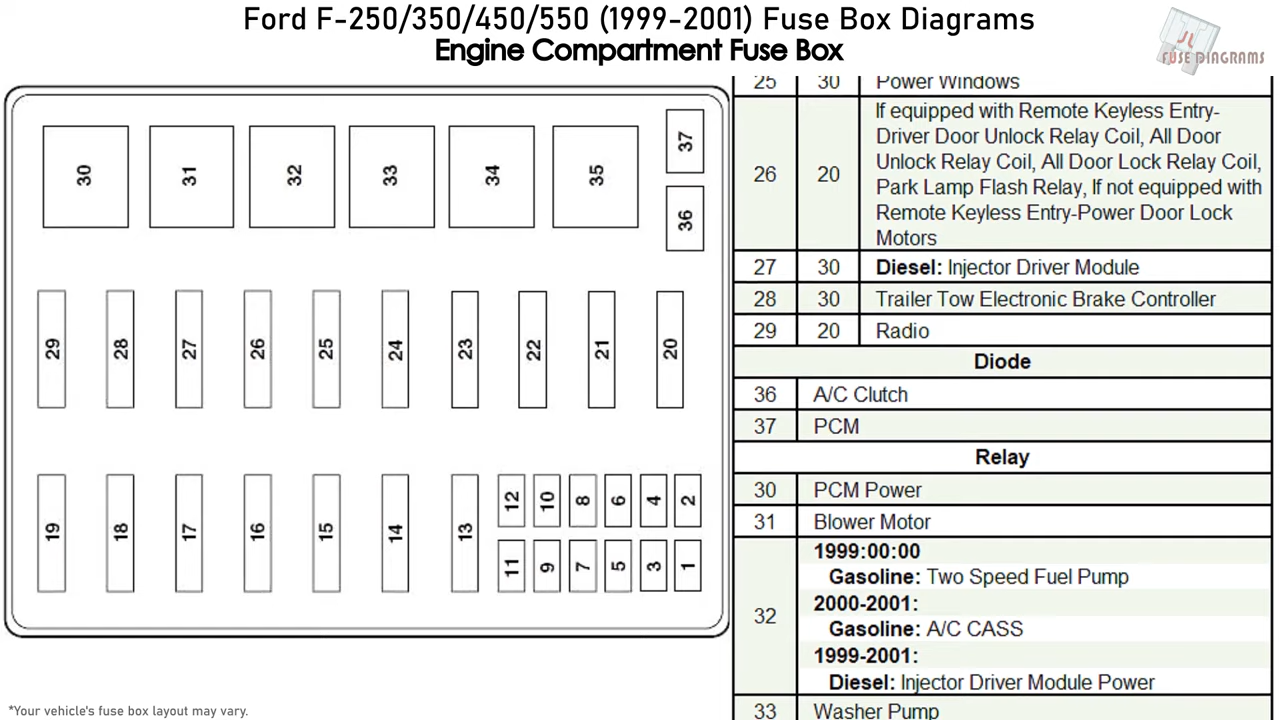 Ford F-250/350/450/550 (1999-2001) Fuse Box Diagrams
Engine Compartment Fuse Box
JL
FUSE DIAGRAMS
30 31 32 33 34 35 37
36
29 28 27 26 25 24 23 22 21 20
19 18 17 16 15 14 13 12 10 8 6 4 2
11 9 7 5 3 1
25 30 Power Windows
26 20 If equipped with Remote Keyless Entry-
Driver Door Unlock Relay Coil, All Door
Unlock Relay Coil, All Door Lock Relay Coil,
Park Lamp Flash Relay, If not equipped with
Remote Keyless Entry-Power Door Lock
Motors
27 30 Diesel: Injector Driver Module
28 30 Trailer Tow Electronic Brake Controller
29 20 Radio
Diode
36 A/C Clutch
37 PCM
Relay
30 PCM Power
31 Blower Motor
32 1999:00:00
Gasoline: Two Speed Fuel Pump
2000-2001:
Gasoline: A/C CASS
1999-2001:
Diesel: Injector Driver Module Power
33 Washer Pump
*Your vehicle's fuse box layout may vary.